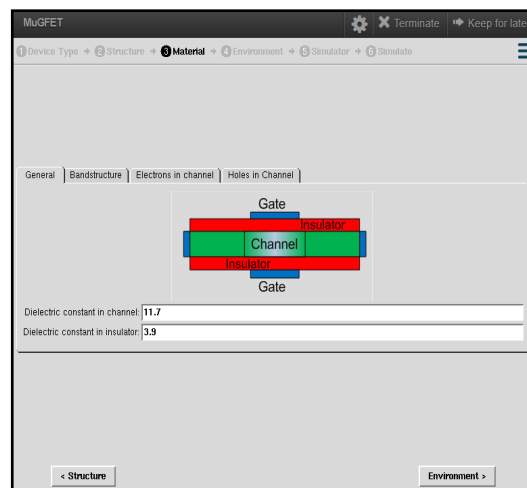 MuGFET Terminate Keep for late
1 Device Type → 2 Structure → 3 Material → 4 Environment → 5 Simulator → 6 Simulate
General Bandstructure Electrons in channel Holes in Channel
Gate
Insulator
Channel
Insulator
Gate
Dielectric constant in channel: 11.7
Dielectric constant in insulator: 3.9
< Structure Environment >